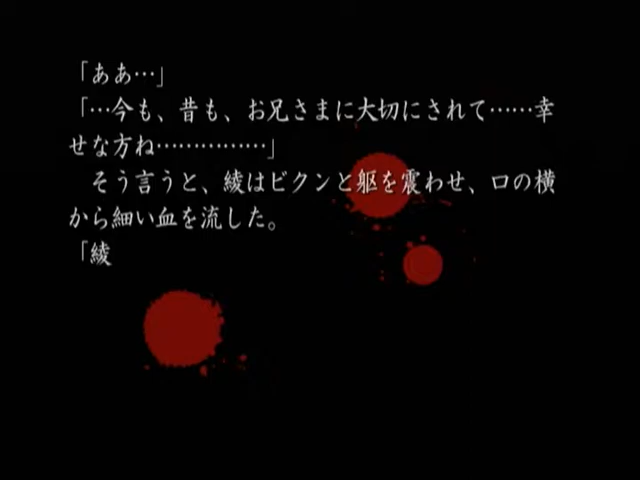 「ああ…」
「…今も、昔も、お兄さまに大切にされて……幸
せな方ね……………」
　そう言うと、綾はビクンと躯を震わせ、口の横
から細い血を流した。
「綾